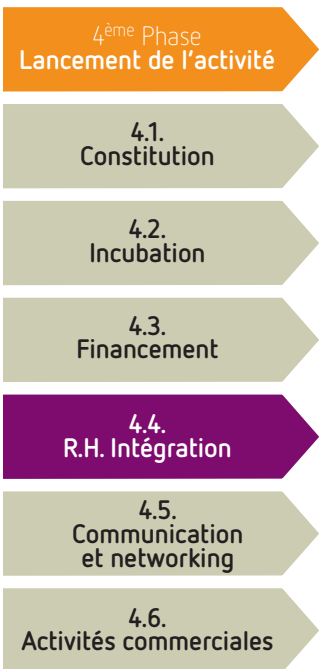 4ème Phase
Lancement de l'activité
4.1.
Constitution
4.2.
Incubation
4.3.
Financement
4.4.
R.H. Intégration
4.5.
Communication
et networking
4.6.
Activités commerciales